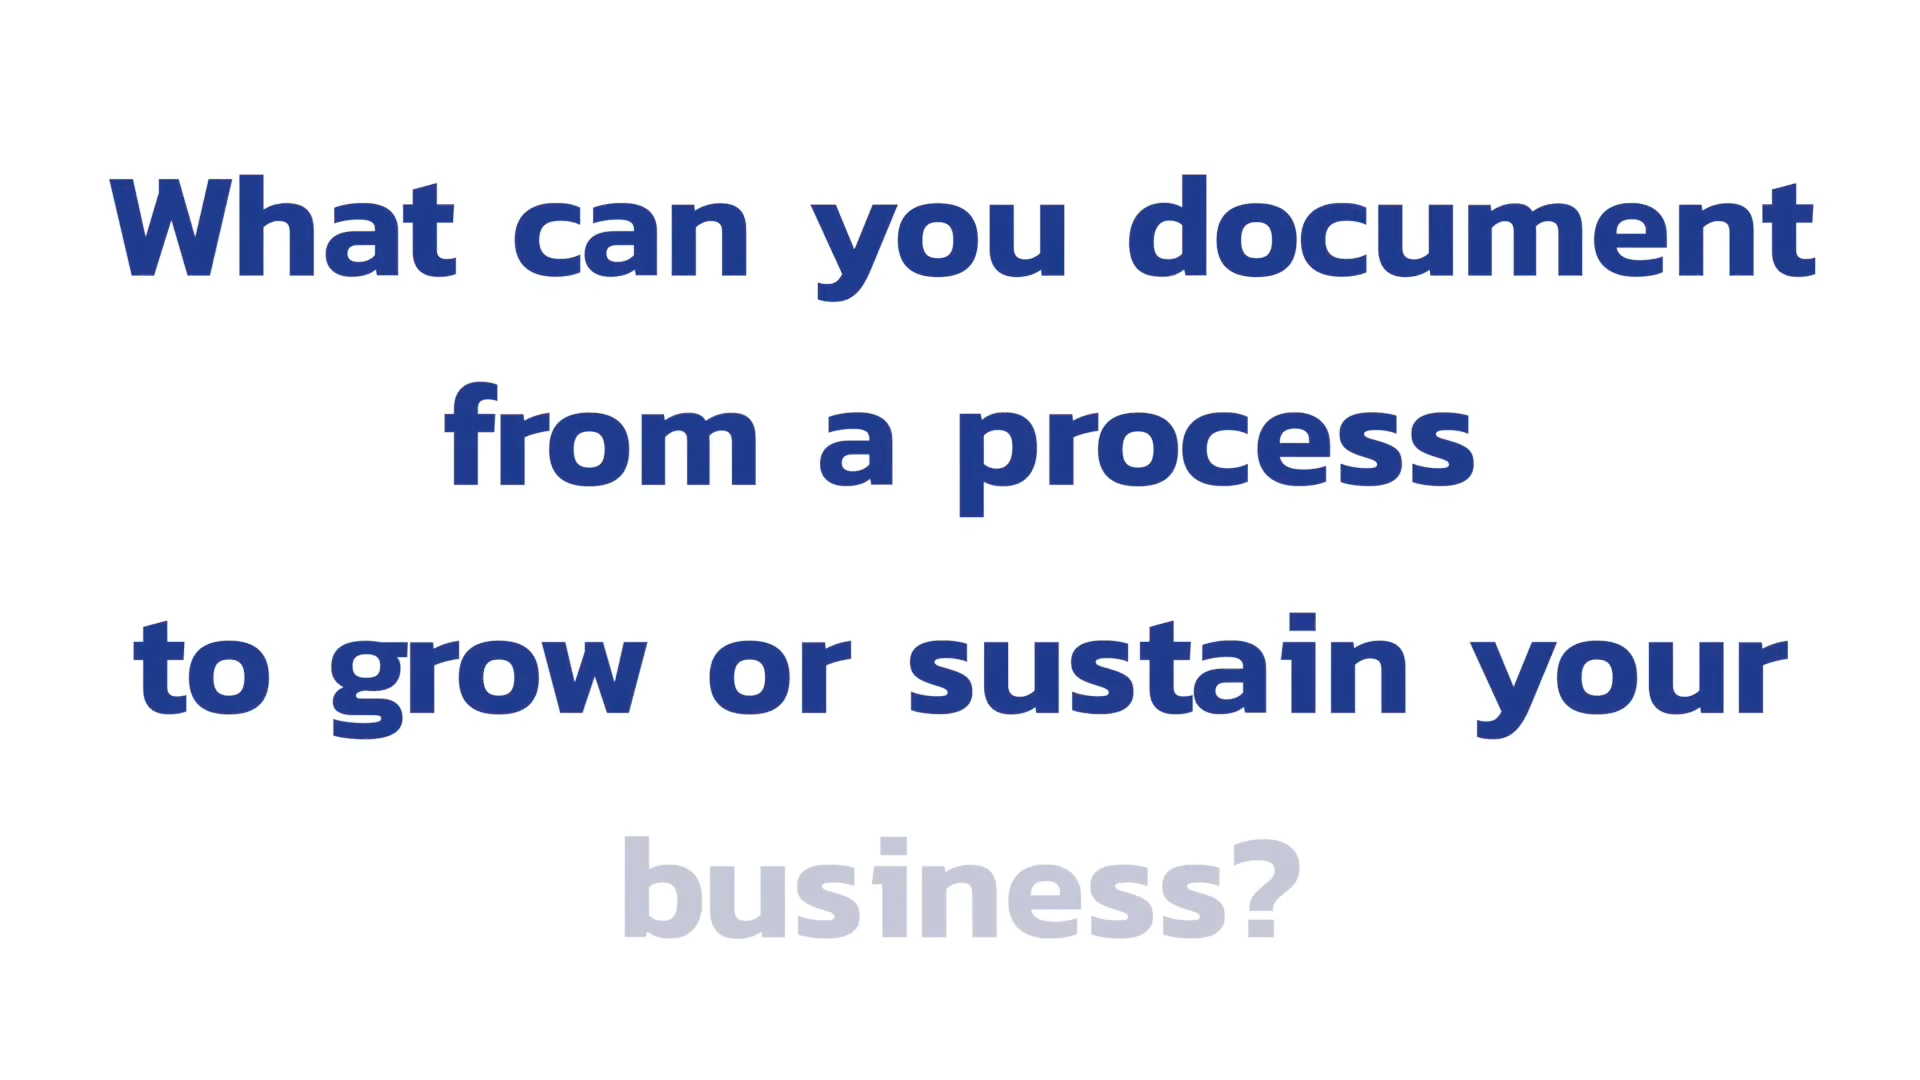 What can you document
from a process
to grow or sustain your
business?